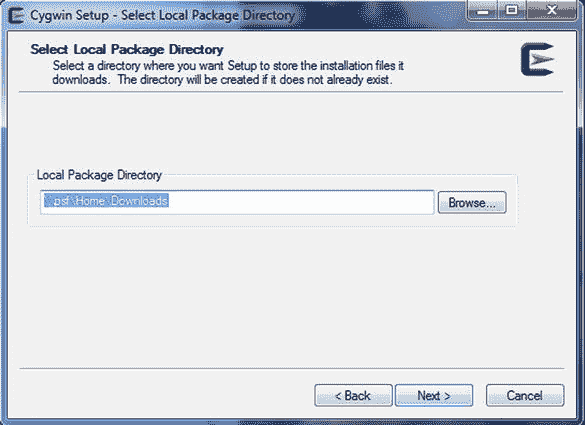 Cygwin Setup - Select Local Package Directory
Select Local Package Directory
Select a directory where you want Setup to store the installation files it
downloads. The directory will be created if it does not already exist.
Local Package Directory
\\.psf\Home\Downloads
Browse...
< Back
Next >
Cancel